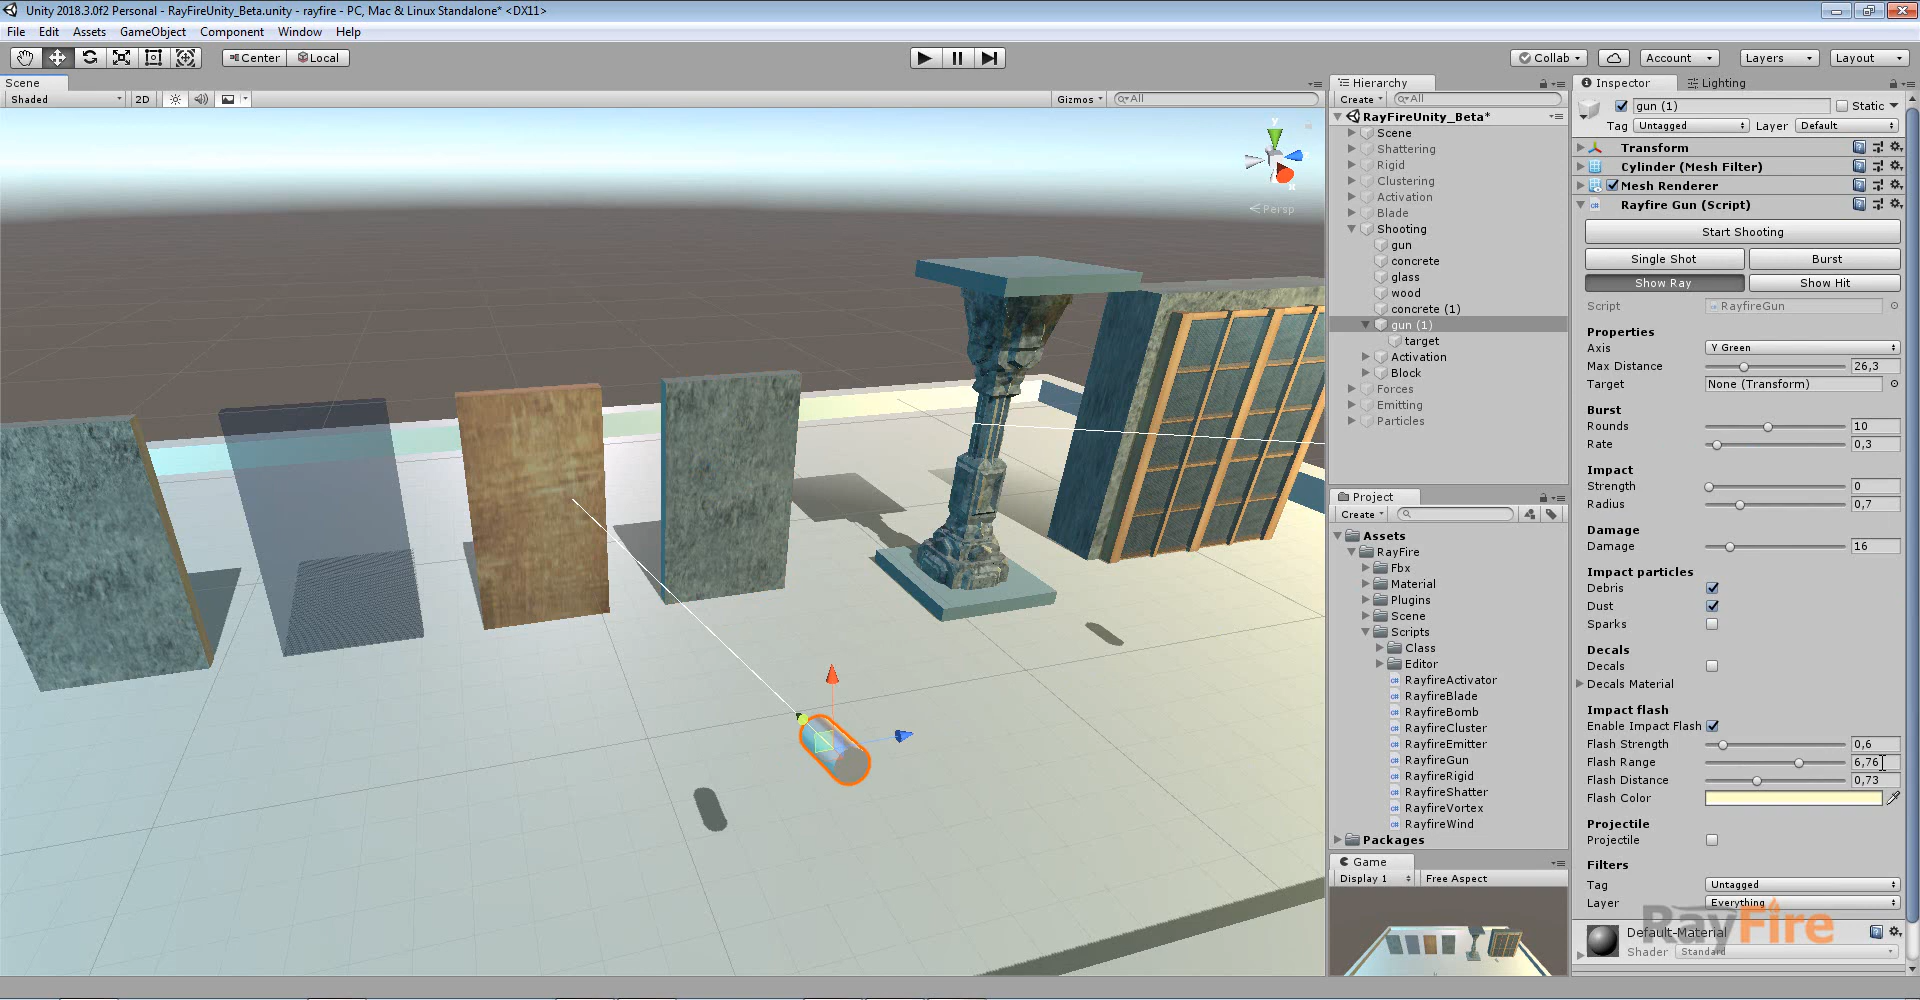 Unity 2018.3.0f2 Personal - RayFireUnity_Beta.unity - rayfire - PC, Mac & Linux Standalone* <DX11>
File Edit Assets GameObject Component Window Help
Center Local Collab Account Layers Layout
Scene
Shaded 2D Gizmos All
y
x
Persp
Hierarchy
Create All
RayFireUnity_Beta*
Scene
Shattering
Rigid
Clustering
Activation
Blade
Shooting
gun
concrete
glass
wood
concrete (1)
gun (1)
target
Activation
Block
Forces
Emitting
Particles
Project
Create
Assets
RayFire
Fbx
Material
Plugins
Scene
Scripts
Class
Editor
RayfireActivator
RayfireBlade
RayfireBomb
RayfireCluster
RayfireEmitter
RayfireGun
RayfireRigid
RayfireShatter
RayfireVortex
RayfireWind
Packages
Game
Display 1 Free Aspect
Inspector Lighting
gun (1) Static
Tag Untagged Layer Default
Transform
Cylinder (Mesh Filter)
Mesh Renderer
Rayfire Gun (Script)
Start Shooting
Single Shot Burst
Show Ray Show Hit
Script RayfireGun
Properties
Axis Y Green
Max Distance 26,3
Target None (Transform)
Burst
Rounds 10
Rate 0,3
Impact
Strength 0
Radius 0,7
Damage
Damage 16
Impact particles
Debris
Dust
Sparks
Decals
Decals
Decals Material
Impact flash
Enable Impact Flash
Flash Strength 0,6
Flash Range 6,76
Flash Distance 0,73
Flash Color
Projectile
Projectile
Filters
Tag Untagged
Layer Everything
RayFire
Default-Material
Shader Standard